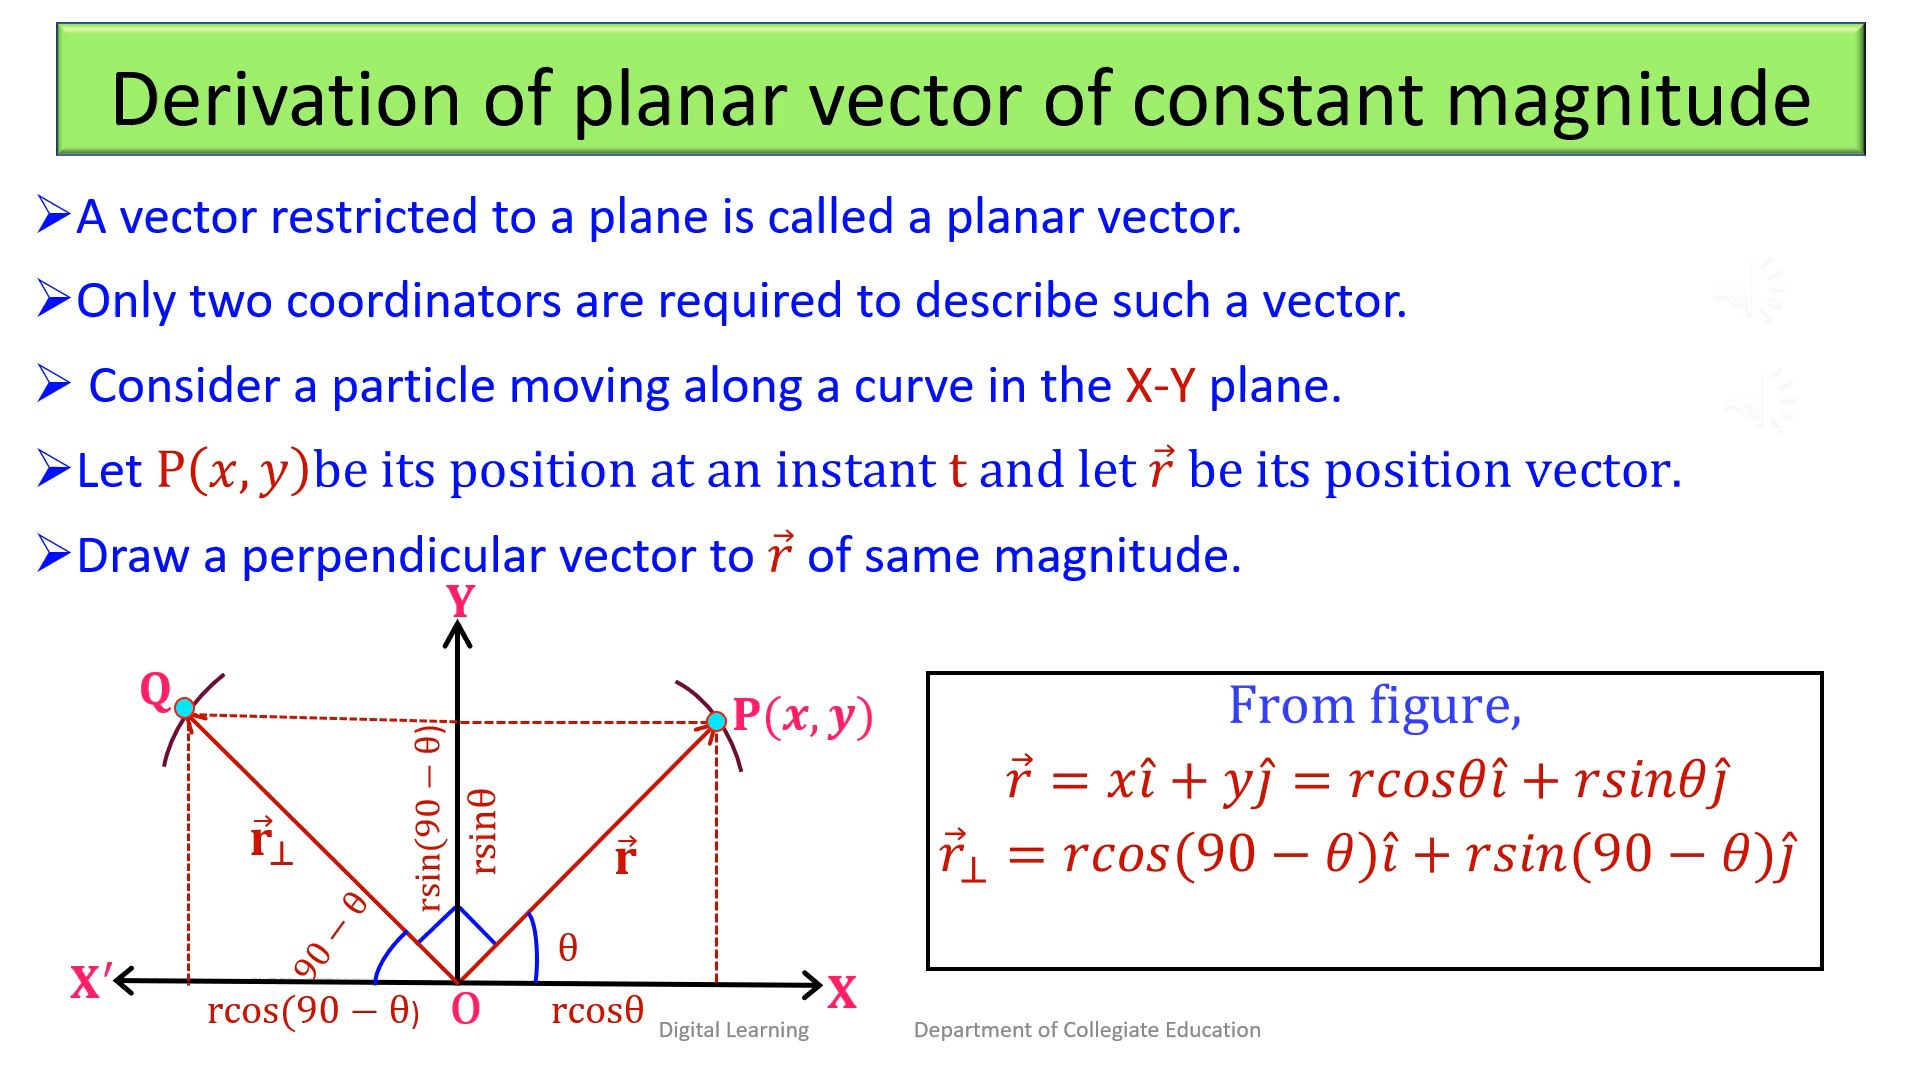 Derivation of planar vector of constant magnitude
➢A vector restricted to a plane is called a planar vector.
➢Only two coordinators are required to describe such a vector.
➢ Consider a particle moving along a curve in the X-Y plane.
➢Let P(x, y)be its position at an instant t and let r⃗ be its position vector.
➢Draw a perpendicular vector to r⃗ of same magnitude.
Y
Q
P(x, y)
rsin(90 − θ)
rsinθ
r⃗⊥
r⃗
90 − θ
θ
X′
X
rcos(90 − θ)
O
rcosθ
From figure,
r⃗ = xî + yĵ = rcosθî + rsinθĵ
r⃗⊥ = rcos(90 − θ)î + rsin(90 − θ)ĵ
Digital Learning
Department of Collegiate Education